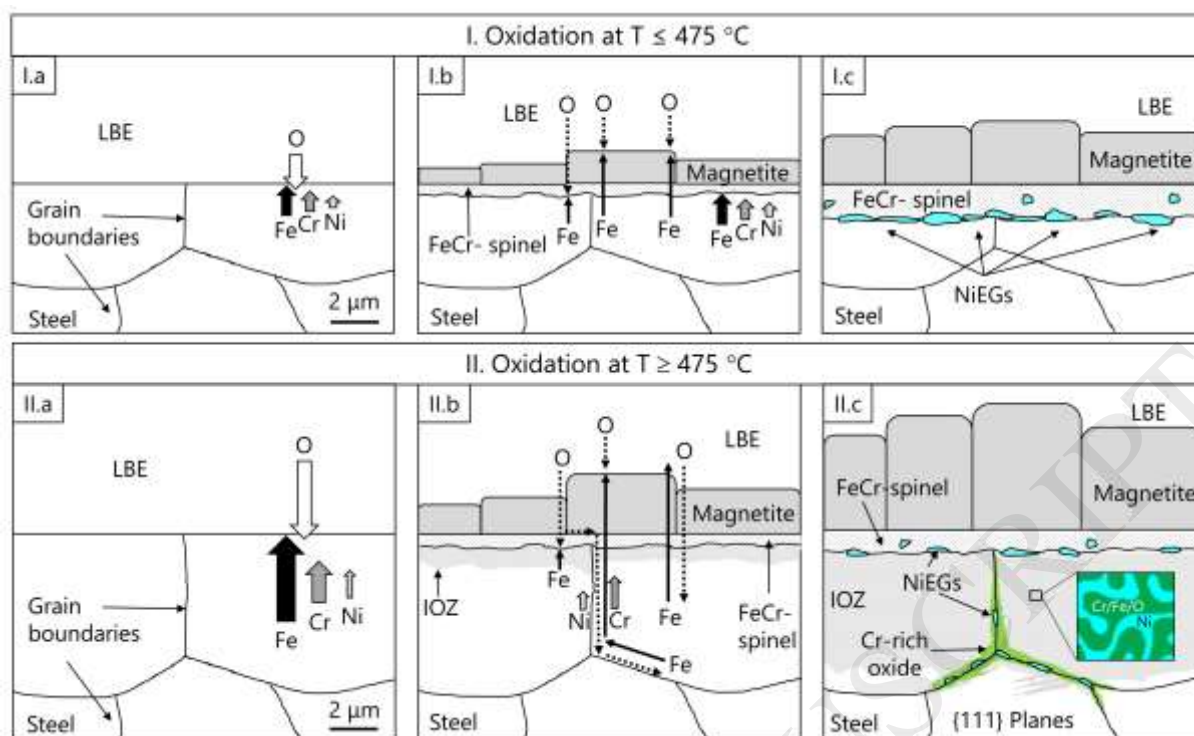 I. Oxidation at T ≤ 475 °C
I.a
LBE
O
Grain
boundaries
Fe Cr Ni
Steel
2 μm
I.b
O O O
LBE
Magnetite
FeCr- spinel
Fe Fe Fe Fe Cr Ni
Steel
I.c
LBE
Magnetite
FeCr- spinel
NiEGs
Steel
II. Oxidation at T ≥ 475 °C
II.a
O
LBE
Grain
boundaries
Fe Cr Ni
Steel
2 μm
II.b
O
O O
LBE
Magnetite
IOZ
Fe
Ni Cr Fe
FeCr-
spinel
Fe
Steel
II.c
LBE
FeCr-spinel
Magnetite
IOZ
NiEGs
Cr/Fe/O
Ni
Cr-rich
oxide
Steel
{111} Planes
SCRIPT